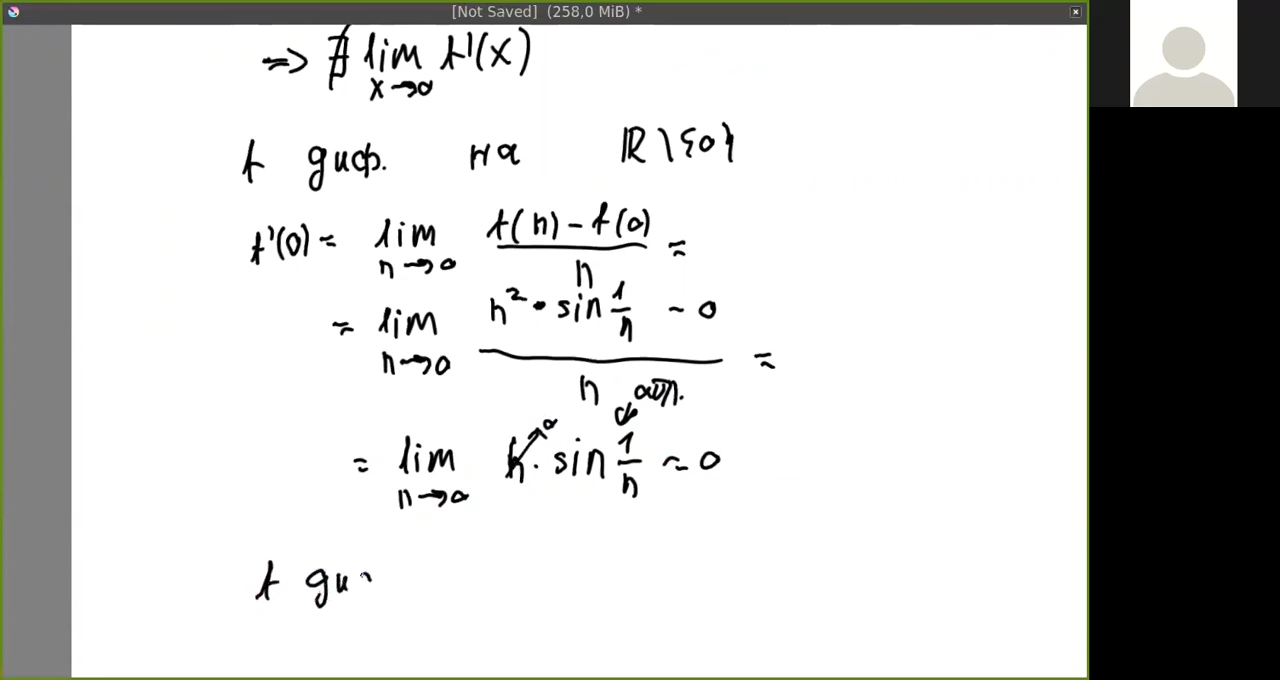 [Not Saved] (258,0 MiB) *
=> ∄ lim f'(x)
x→0
f диф. на ℝ\{0}
f'(0) = lim f(h) - f(0) =
h→0 h
= lim h² · sin 1/h - 0 =
h→0 h
= lim h · sin 1/h = 0
h→0
f ди